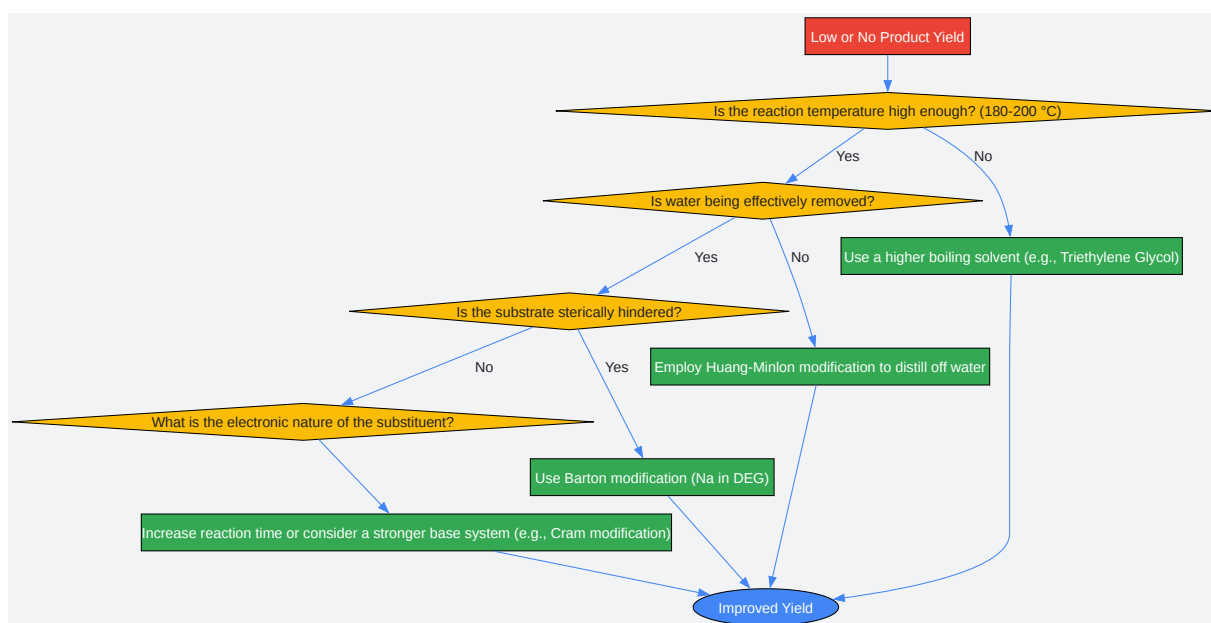 Low or No Product Yield
Is the reaction temperature high enough? (180-200 °C)
Yes
No
Is water being effectively removed?
Use a higher boiling solvent (e.g., Triethylene Glycol)
Yes
No
Is the substrate sterically hindered?
Employ Huang-Minlon modification to distill off water
No
Yes
What is the electronic nature of the substituent?
Use Barton modification (Na in DEG)
Increase reaction time or consider a stronger base system (e.g., Cram modification)
Improved Yield